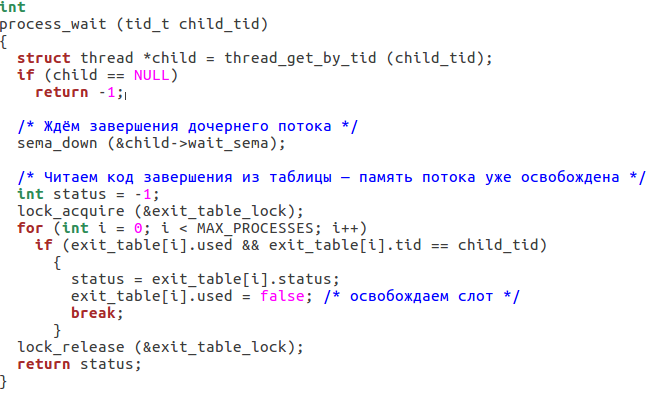 int
process_wait (tid_t child_tid)
{
  struct thread *child = thread_get_by_tid (child_tid);
  if (child == NULL)
    return -1;

  /* Ждём завершения дочернего потока */
  sema_down (&child->wait_sema);

  /* Читаем код завершения из таблицы — память потока уже освобождена */
  int status = -1;
  lock_acquire (&exit_table_lock);
  for (int i = 0; i < MAX_PROCESSES; i++)
    if (exit_table[i].used && exit_table[i].tid == child_tid)
      {
        status = exit_table[i].status;
        exit_table[i].used = false; /* освобождаем слот */
        break;
      }
  lock_release (&exit_table_lock);
  return status;
}